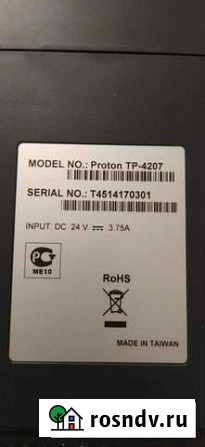 MODEL NO.: Proton TP-4207
SERIAL NO.: T4514170301
INPUT: DC 24 V ⎓ 3.75A
РСТ
ME10
RoHS
MADE IN TAIWAN
rosndv.ru